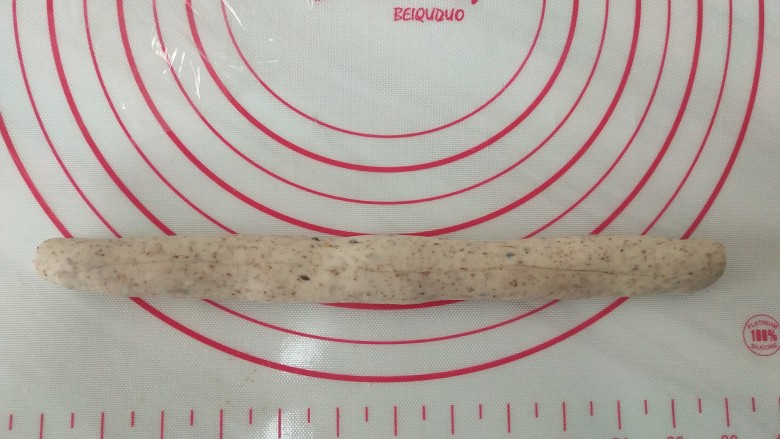 BEIQUDUO
PLATINUM
100%
SILICONE